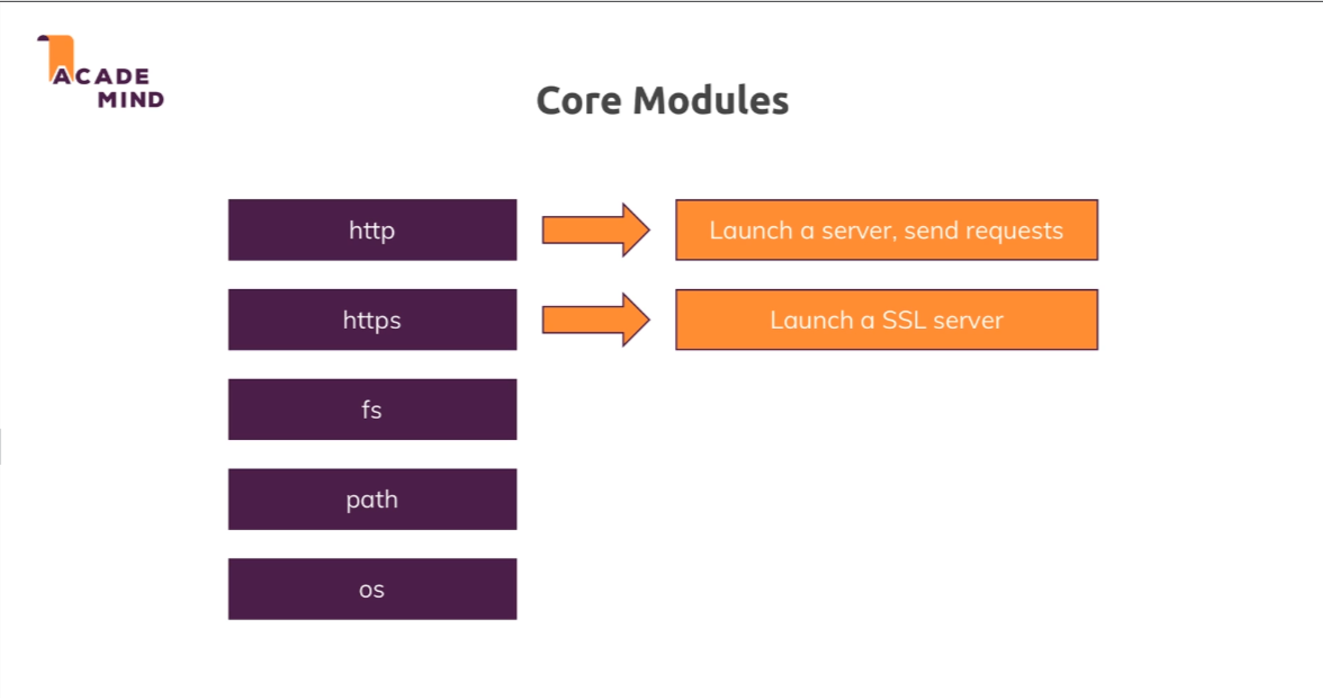 ACADE
MIND
Core Modules
http
Launch a server, send requests
https
Launch a SSL server
fs
path
os